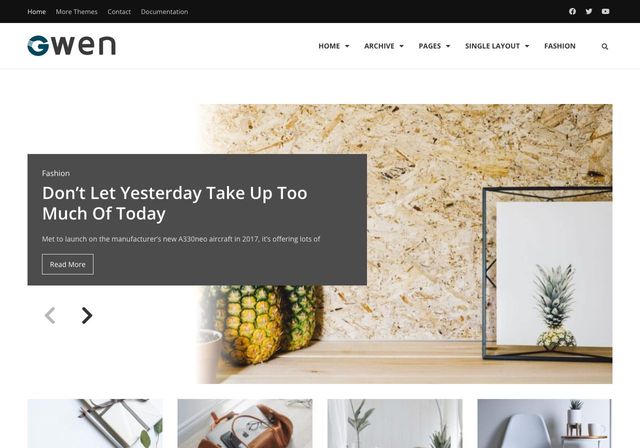 Home More Themes Contact Documentation
Gwen
HOME ARCHIVE PAGES SINGLE LAYOUT FASHION
Fashion
Don’t Let Yesterday Take Up Too
Much Of Today
Met to launch on the manufacturer’s new A330neo aircraft in 2017, it’s offering lots of
Read More